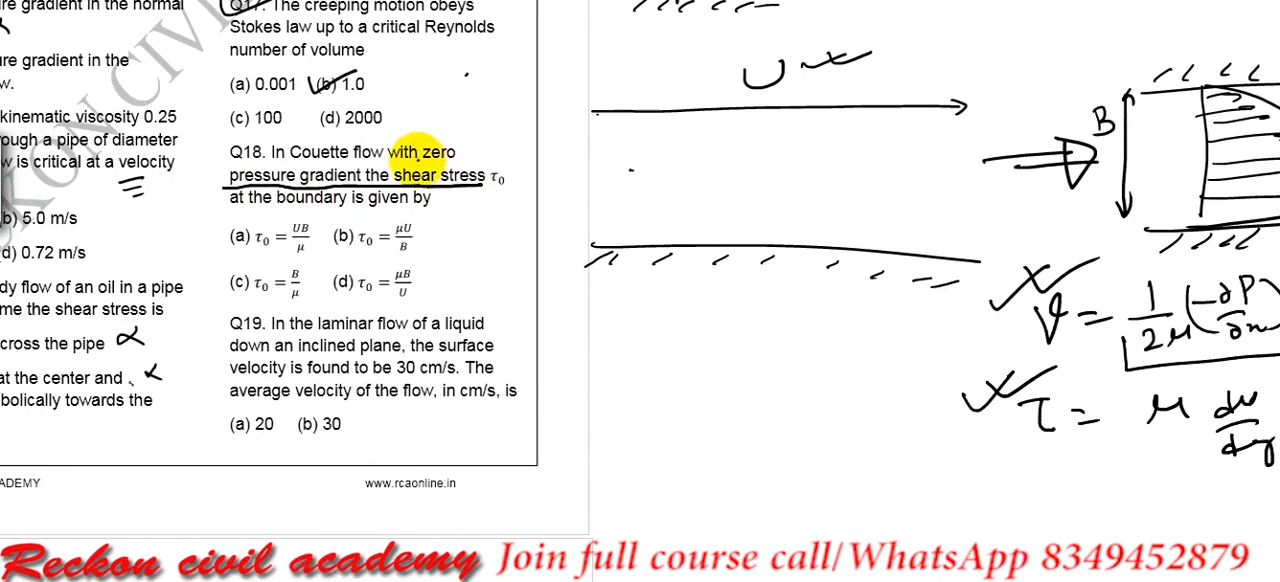 re gradient in the normal
re gradient in the
w.
kinematic viscosity 0.25
ough a pipe of diameter
w is critical at a velocity
b) 5.0 m/s
d) 0.72 m/s
dy flow of an oil in a pipe
me the shear stress is
cross the pipe α
at the center and
bolically towards the
ADEMY
KON CIV
Q17. The creeping motion obeys
Stokes law up to a critical Reynolds
number of volume
(a) 0.001 (b) 1.0
(c) 100 (d) 2000
Q18. In Couette flow with zero
pressure gradient the shear stress τ₀
at the boundary is given by
(a) τ₀ = UB/μ (b) τ₀ = μU/B
(c) τ₀ = B/μ (d) τ₀ = μB/U
Q19. In the laminar flow of a liquid
down an inclined plane, the surface
velocity is found to be 30 cm/s. The
average velocity of the flow, in cm/s, is
(a) 20 (b) 30
www.rcaonline.in
U
B
= 1/2μ (-∂P
τ = μ du/dy
Reckon civil academy Join full course call/WhatsApp 8349452879